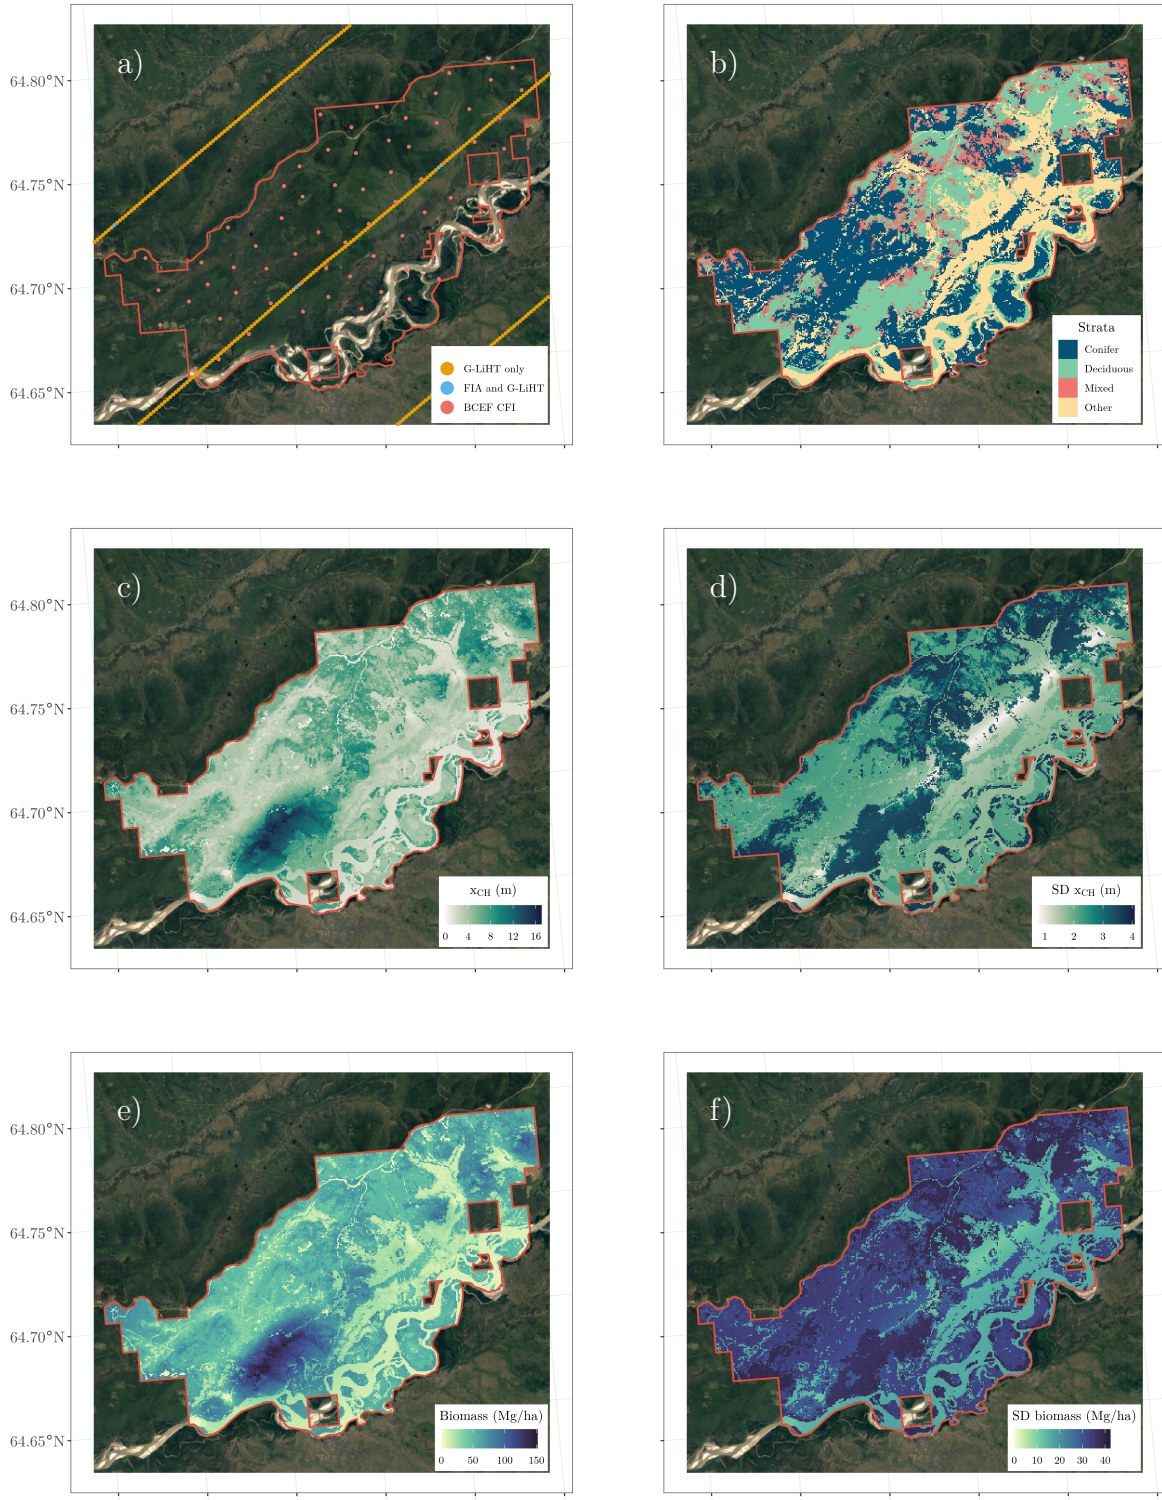 a)
64.80°N
64.75°N
64.70°N
64.65°N
G-LiHT only
FIA and G-LiHT
BCEF CFI
b)
Strata
Conifer
Deciduous
Mixed
Other
c)
64.80°N
64.75°N
64.70°N
64.65°N
xCH (m)
0 4 8 12 16
d)
SD xCH (m)
1 2 3 4
e)
64.80°N
64.75°N
64.70°N
64.65°N
Biomass (Mg/ha)
0 50 100 150
f)
SD biomass (Mg/ha)
0 10 20 30 40